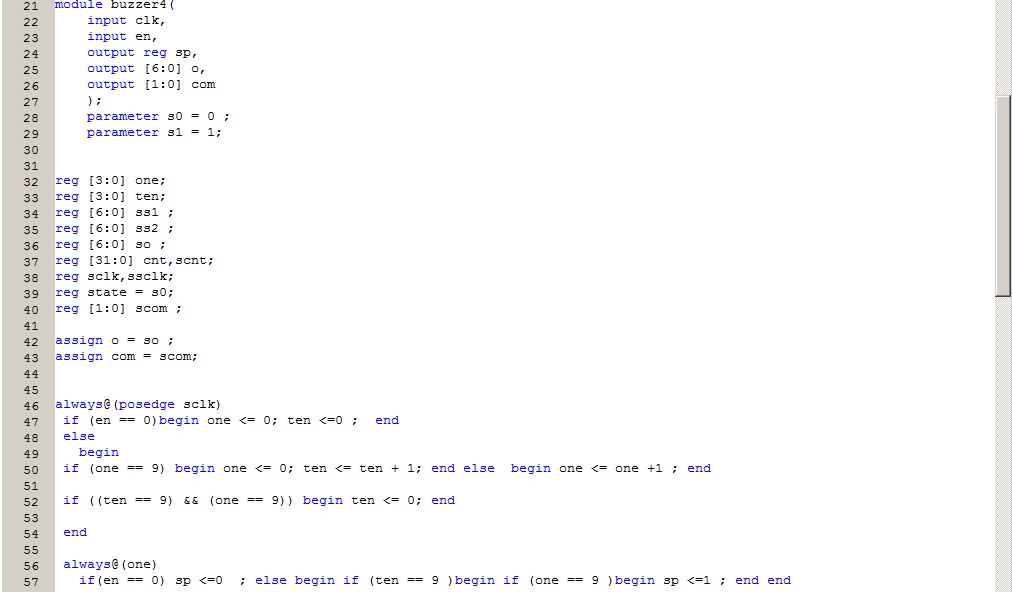 21 module buzzer4(
22 input clk,
23 input en,
24 output reg sp,
25 output [6:0] o,
26 output [1:0] com
27 );
28 parameter s0 = 0 ;
29 parameter s1 = 1;
30
31
32 reg [3:0] one;
33 reg [3:0] ten;
34 reg [6:0] ss1 ;
35 reg [6:0] ss2 ;
36 reg [6:0] so ;
37 reg [31:0] cnt,scnt;
38 reg sclk,ssclk;
39 reg state = s0;
40 reg [1:0] scom ;
41
42 assign o = so ;
43 assign com = scom;
44
45
46 always@(posedge sclk)
47 if (en == 0)begin one <= 0; ten <=0 ; end
48 else
49 begin
50 if (one == 9) begin one <= 0; ten <= ten + 1; end else begin one <= one +1 ; end
51
52 if ((ten == 9) && (one == 9)) begin ten <= 0; end
53
54 end
55
56 always@(one)
57 if(en == 0) sp <=0 ; else begin if (ten == 9 )begin if (one == 9 )begin sp <=1 ; end end